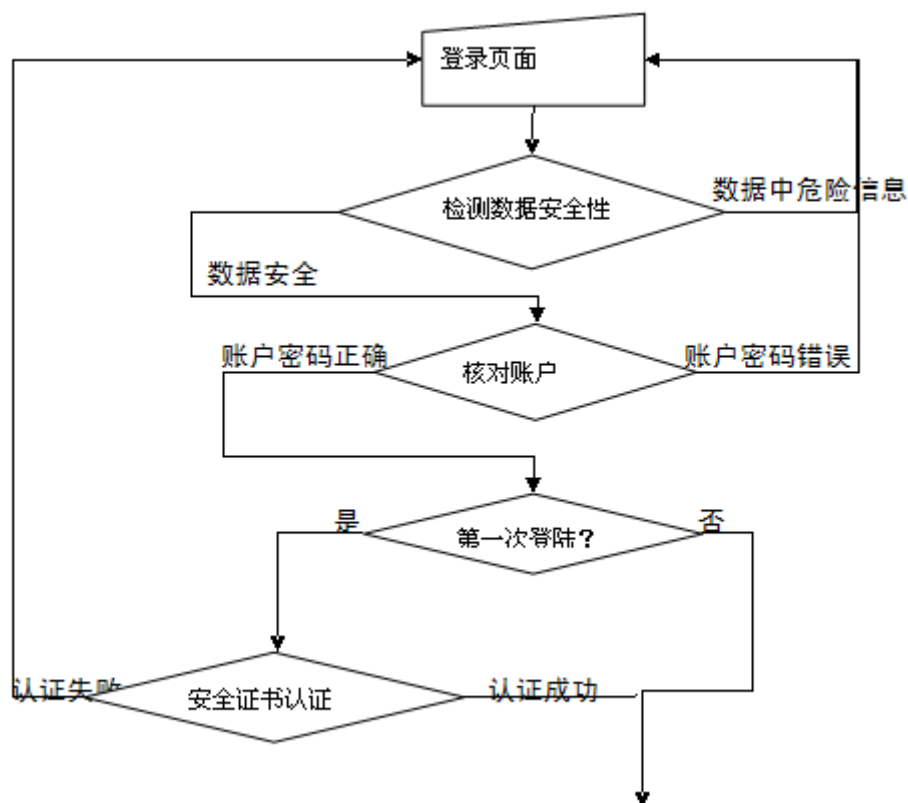 登录页面
数据中危险信息
检测数据安全性
数据安全
账户密码正确
核对账户
账户密码错误
是
第一次登陆？
否
认证失败
安全证书认证
认证成功